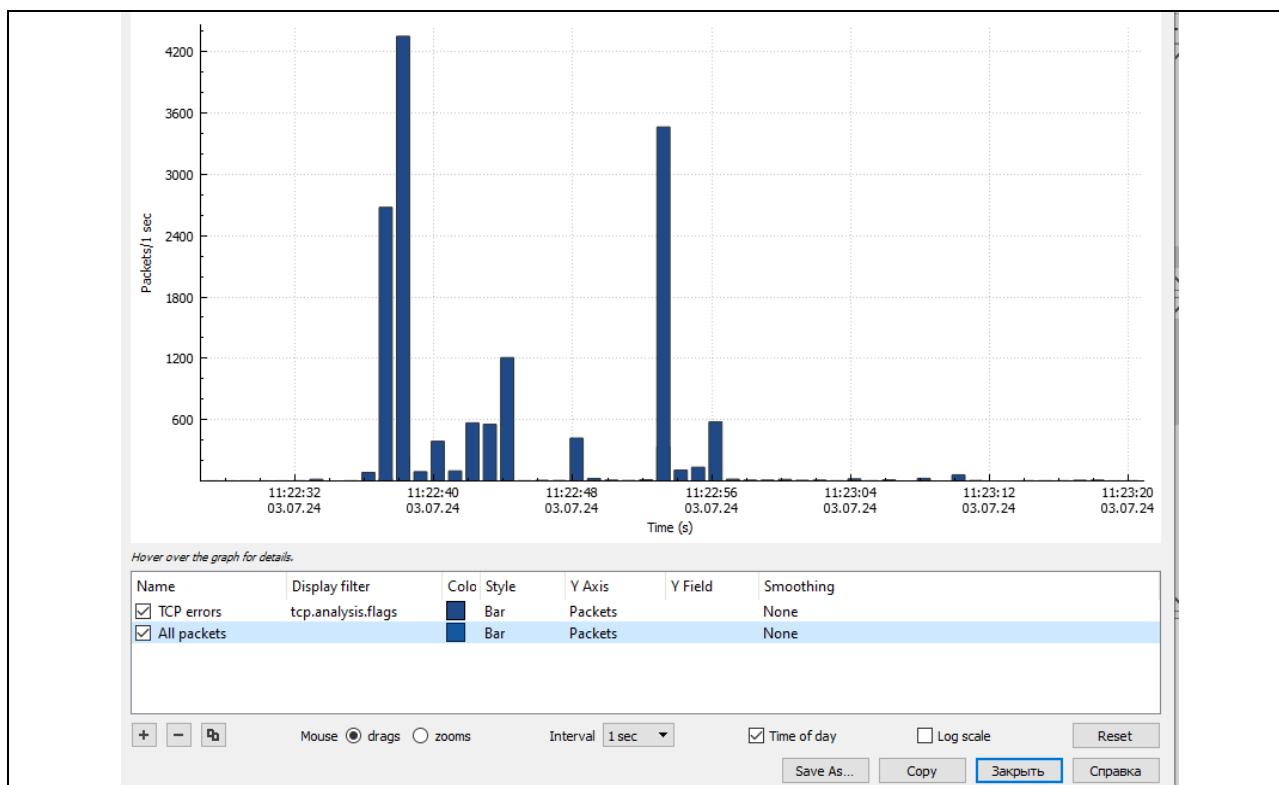 4200
3600
3000
2400
1800
1200
600
Packets/1 sec
11:22:32 11:22:40 11:22:48 11:22:56 11:23:04 11:23:12 11:23:20
03.07.24 03.07.24 03.07.24 03.07.24 03.07.24 03.07.24 03.07.24
Time (s)
Hover over the graph for details.
Name Display filter Colo Style Y Axis Y Field Smoothing
TCP errors tcp.analysis.flags Bar Packets None
All packets Bar Packets None
+ − Mouse drags zooms Interval 1 sec Time of day Log scale Reset
Save As... Copy Закрыть Справка